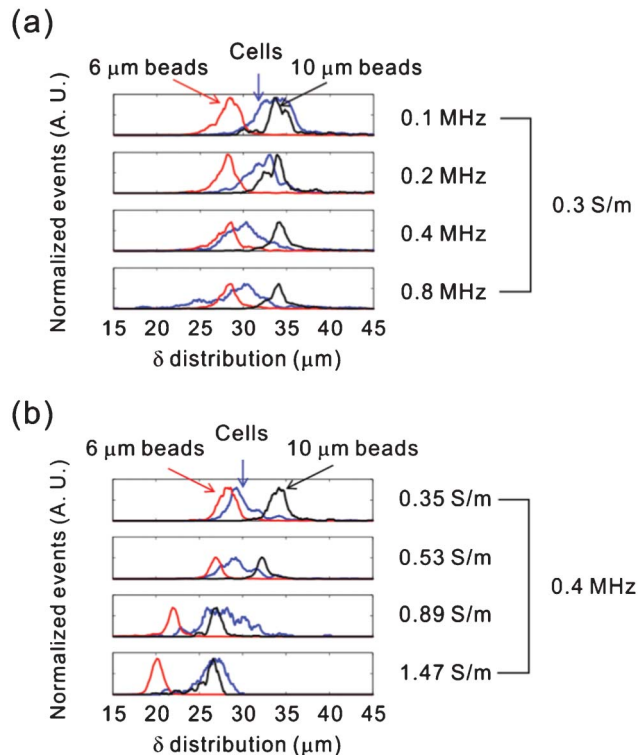 (a)
Cells
6 μm beads
10 μm beads
Normalized events (A. U.)
0.1 MHz
0.2 MHz
0.4 MHz
0.8 MHz
0.3 S/m
15 20 25 30 35 40 45
δ distribution (μm)
(b)
Cells
6 μm beads
10 μm beads
Normalized events (A. U.)
0.35 S/m
0.53 S/m
0.89 S/m
1.47 S/m
0.4 MHz
15 20 25 30 35 40 45
δ distribution (μm)